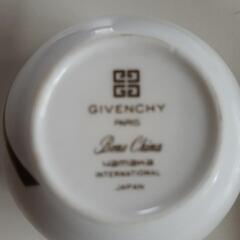 GIVENCHY
PARIS
Bone China
yamaka
INTERNATIONAL
JAPAN